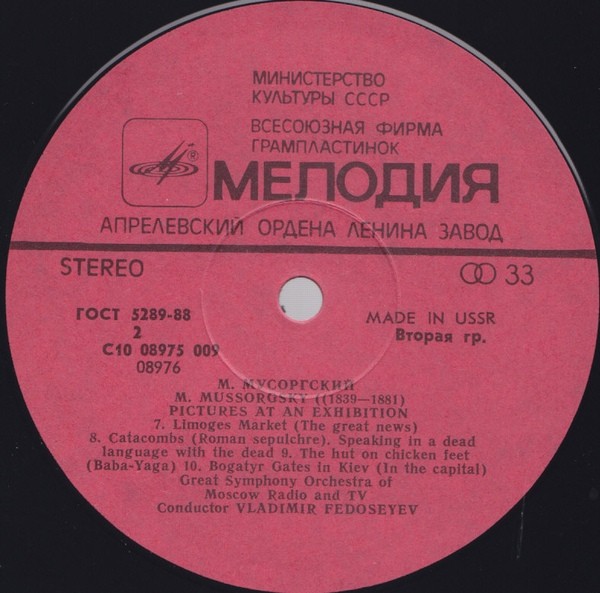 МИНИСТЕРСТВО
КУЛЬТУРЫ СССР
ВСЕСОЮЗНАЯ ФИРМА
ГРАМПЛАСТИНОК
®
МЕЛОДИЯ
АПРЕЛЕВСКИЙ ОРДЕНА ЛЕНИНА ЗАВОД
STEREO
33
ГОСТ 5289-88
2
С10 08975 009
08976
MADE IN USSR
Вторая гр.
М. МУСОРГСКИЙ
M. MUSSOROSKY ((1839—1881)
PICTURES AT AN EXHIBITION
7. Limoges Market (The great news)
8. Catacombs (Roman sepulchre). Speaking in a dead
language with the dead 9. The hut on chicken feet
(Baba-Yaga) 10. Bogatyr Gates in Kiev (In the capital)
Great Symphony Orchestra of
Moscow Radio and TV
Conductor VLADIMIR FEDOSEYEV